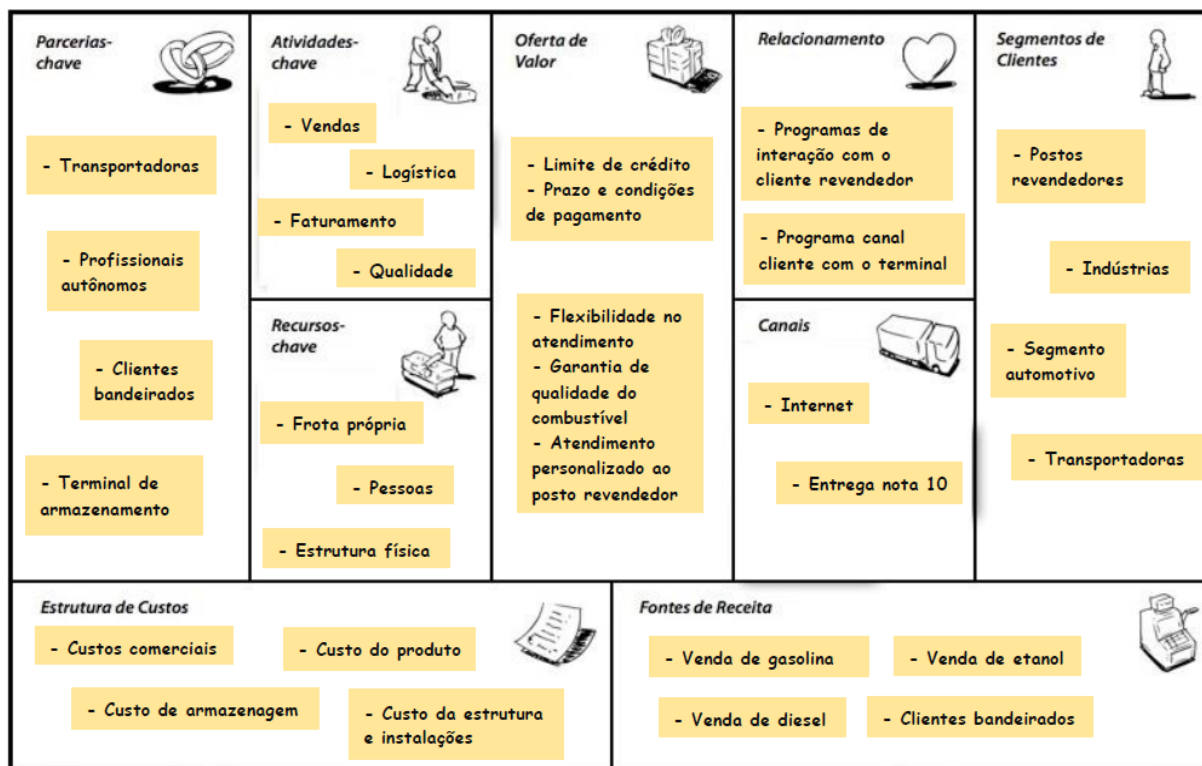 Parcerias-
chave
- Transportadoras
- Profissionais
autônomos
- Clientes
bandeirados
- Terminal de
armazenamento
Atividades-
chave
- Vendas
- Logística
- Faturamento
- Qualidade
Recursos-
chave
- Frota própria
- Pessoas
- Estrutura física
Oferta de
Valor
- Limite de crédito
- Prazo e condições
de pagamento
- Flexibilidade no
atendimento
- Garantia de
qualidade do
combustível
- Atendimento
personalizado ao
posto revendedor
Relacionamento
- Programas de
interação com o
cliente revendedor
- Programa canal
cliente com o terminal
Canais
- Internet
- Entrega nota 10
Segmentos de
Clientes
- Postos
revendedores
- Indústrias
- Segmento
automotivo
- Transportadoras
Estrutura de Custos
- Custos comerciais
- Custo do produto
- Custo de armazenagem
- Custo da estrutura
e instalações
Fontes de Receita
- Venda de gasolina
- Venda de etanol
- Venda de diesel
- Clientes bandeirados